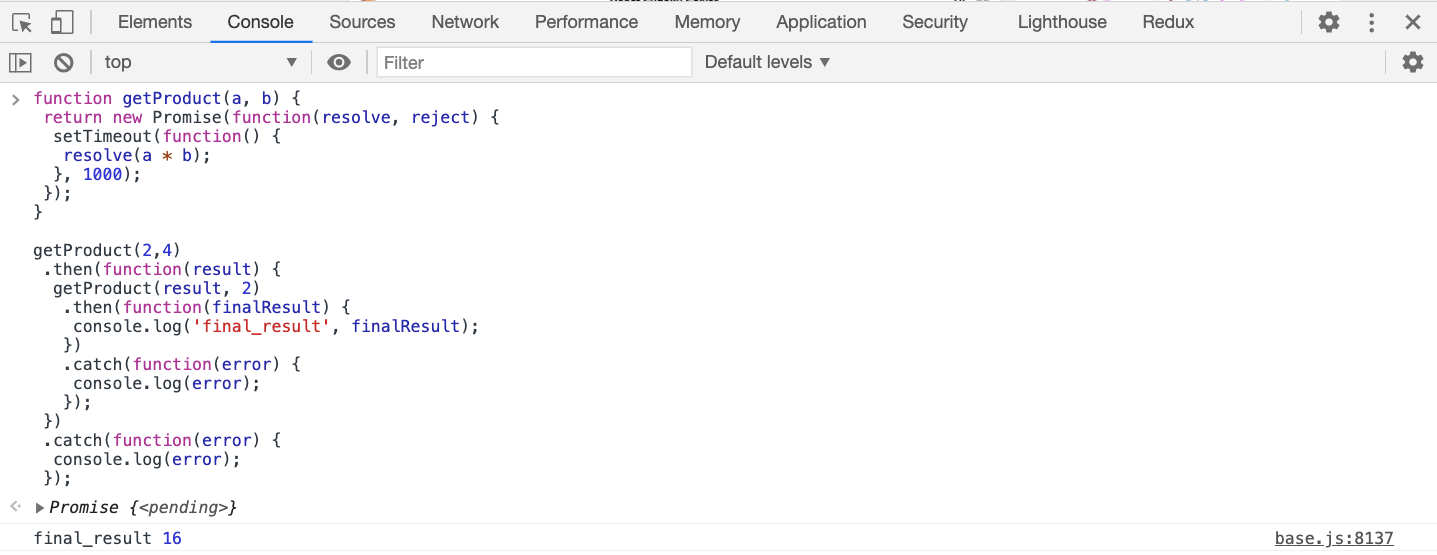 Elements Console Sources Network Performance Memory Application Security Lighthouse Redux
top Filter Default levels
function getProduct(a, b) {
return new Promise(function(resolve, reject) {
setTimeout(function() {
resolve(a * b);
}, 1000);
});
}
getProduct(2,4)
.then(function(result) {
getProduct(result, 2)
.then(function(finalResult) {
console.log('final_result', finalResult);
})
.catch(function(error) {
console.log(error);
});
})
.catch(function(error) {
console.log(error);
});
Promise {<pending>}
final_result 16 base.js:8137